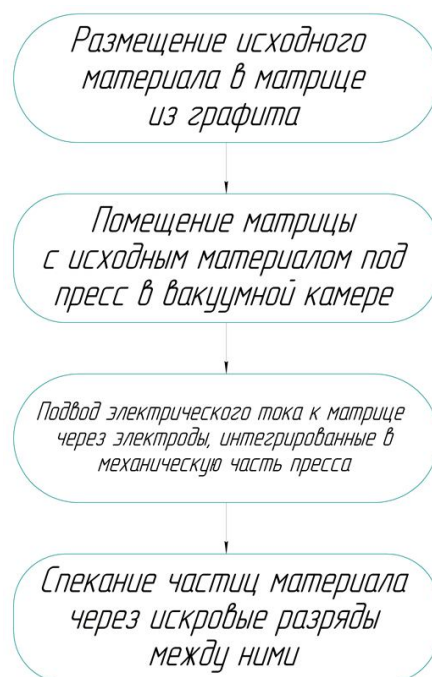 Размещение исходного
материала в матрице
из графита
Помещение матрицы
с исходным материалом под
пресс в вакуумной камере
Подвод электрического тока к матрице
через электроды, интегрированные в
механическую часть пресса
Спекание частиц материала
через искровые разряды
между ними